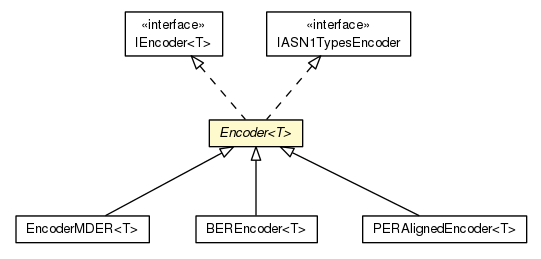 «interface»
IEncoder<T>
«interface»
IASN1TypesEncoder
Encoder<T>
EncoderMDER<T>
BEREncoder<T>
PERAlignedEncoder<T>